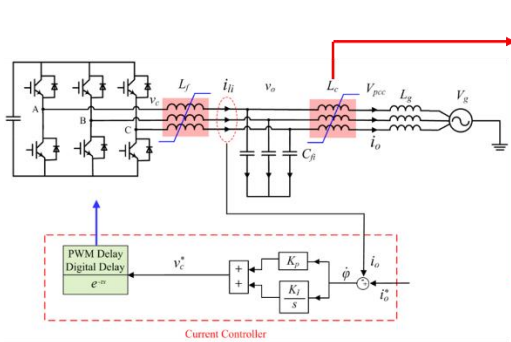 L_f i_li v_o L_c V_pcc L_g V_g
v_c
A
B
C
C_fi
i_o
PWM Delay
Digital Delay
e^-τs
v_c^*
+
+
K_p
K_I
s
φ̇
i_o
i_o^*
Current Controller